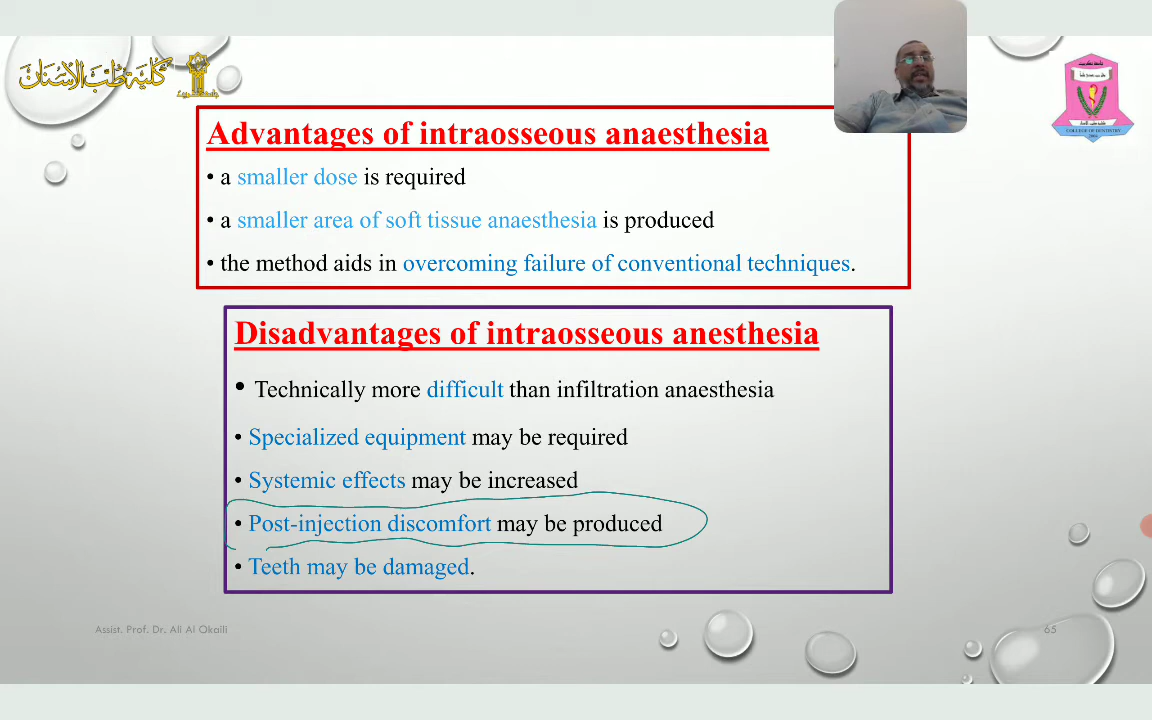 كلية طب الأسنان
Advantages of intraosseous anaesthesia
• a smaller dose is required
• a smaller area of soft tissue anaesthesia is produced
• the method aids in overcoming failure of conventional techniques.
Disadvantages of intraosseous anesthesia
• Technically more difficult than infiltration anaesthesia
• Specialized equipment may be required
• Systemic effects may be increased
• Post-injection discomfort may be produced
• Teeth may be damaged.
COLLEGE OF DENTISTRY
Assist. Prof. Dr. Ali Al Okaili
65